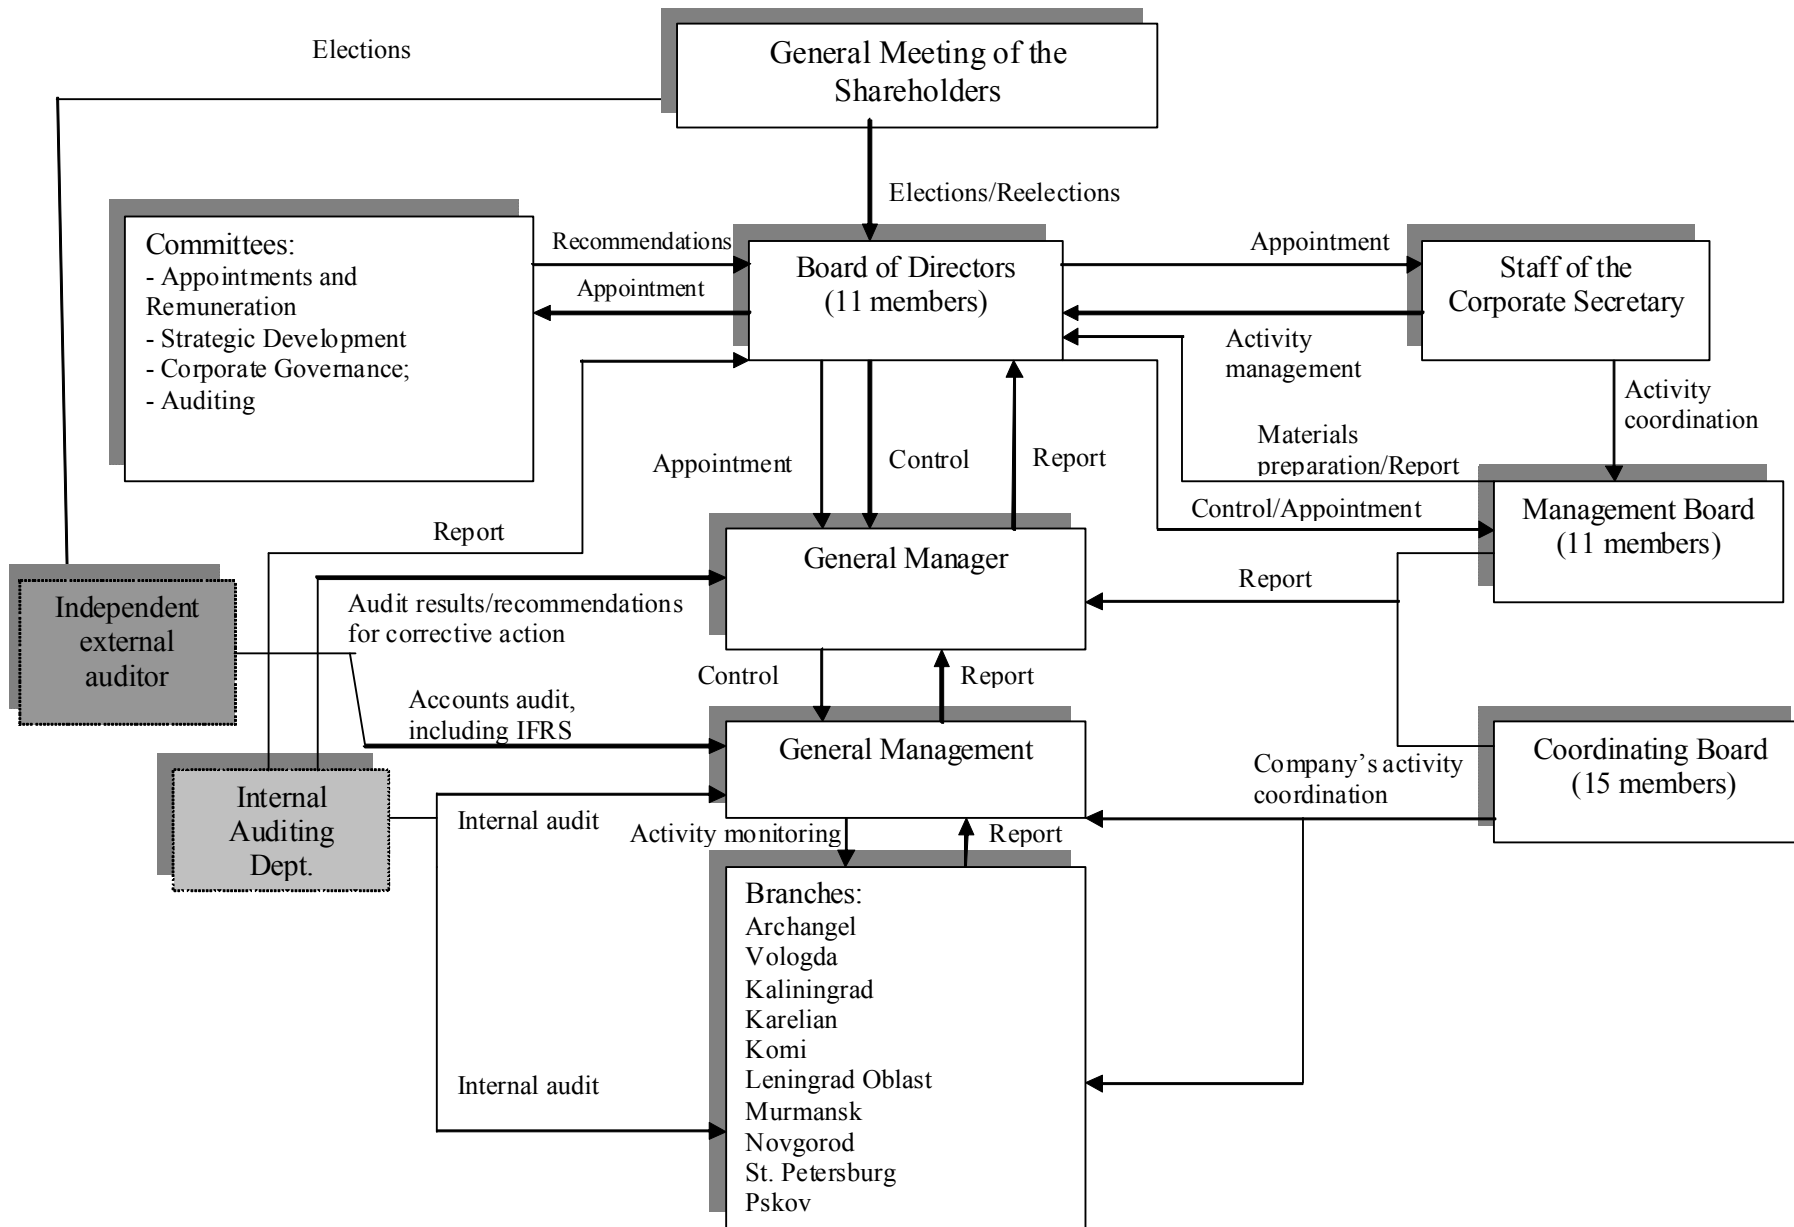 Elections
General Meeting of the
Shareholders
Elections/Reelections
Committees:
- Appointments and
Remuneration
- Strategic Development
- Corporate Governance;
- Auditing
Recommendations
Appointment
Board of Directors
(11 members)
Appointment
Staff of the
Corporate Secretary
Activity
management
Activity
coordination
Appointment
Control
Report
Materials
preparation/Report
Control/Appointment
Management Board
(11 members)
Report
General Manager
Report
Independent
external
auditor
Audit results/recommendations
for corrective action
Control
Report
Accounts audit,
including IFRS
General Management
Company’s activity
coordination
Coordinating Board
(15 members)
Internal
Auditing
Dept.
Internal audit
Activity monitoring
Report
Branches:
Archangel
Vologda
Kaliningrad
Karelian
Komi
Leningrad Oblast
Murmansk
Novgorod
St. Petersburg
Pskov
Internal audit